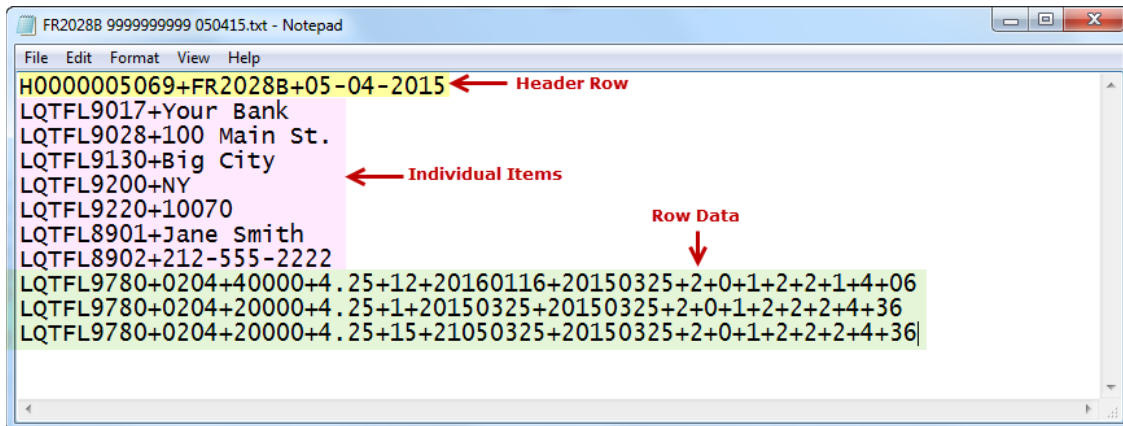 FR2028B 9999999999 050415.txt - Notepad
File Edit Format View Help
H0000005069+FR2028B+05-04-2015 Header Row
LQTFL9017+Your Bank
LQTFL9028+100 Main St.
LQTFL9130+Big City
Individual Items
LQTFL9200+NY
LQTFL9220+10070
Row Data
LQTFL8901+Jane Smith
LQTFL8902+212-555-2222
LQTFL9780+0204+40000+4.25+12+20160116+20150325+2+0+1+2+2+1+4+06
LQTFL9780+0204+20000+4.25+1+20150325+20150325+2+0+1+2+2+2+4+36
LQTFL9780+0204+20000+4.25+15+21050325+20150325+2+0+1+2+2+2+4+36